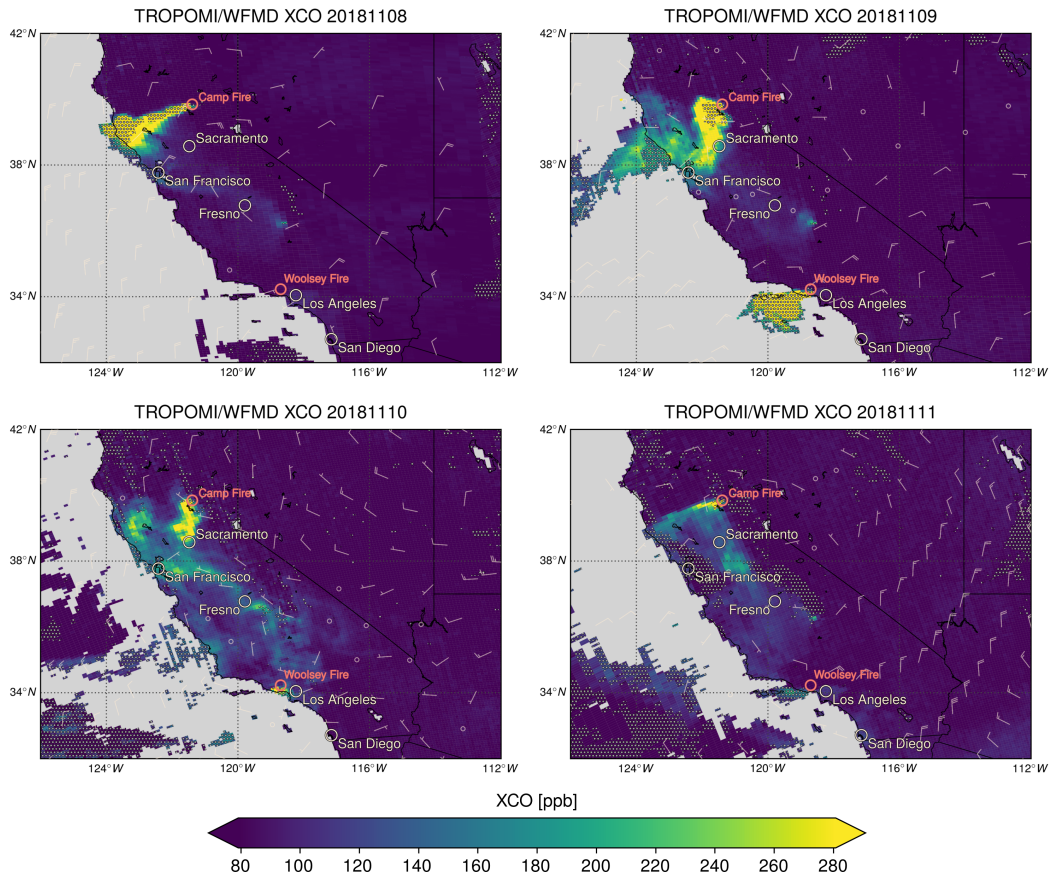 TROPOMI/WFMD XCO 20181108
42°N
38°N
34°N
124°W
120°W
116°W
112°W
Camp Fire
Sacramento
San Francisco
Fresno
Woolsey Fire
Los Angeles
San Diego
TROPOMI/WFMD XCO 20181109
42°N
38°N
34°N
124°W
120°W
116°W
112°W
Camp Fire
Sacramento
San Francisco
Fresno
Woolsey Fire
Los Angeles
San Diego
TROPOMI/WFMD XCO 20181110
42°N
38°N
34°N
124°W
120°W
116°W
112°W
Camp Fire
Sacramento
San Francisco
Fresno
Woolsey Fire
Los Angeles
San Diego
TROPOMI/WFMD XCO 20181111
42°N
38°N
34°N
124°W
120°W
116°W
112°W
Camp Fire
Sacramento
San Francisco
Fresno
Woolsey Fire
Los Angeles
San Diego
XCO [ppb]
80 100 120 140 160 180 200 220 240 260 280